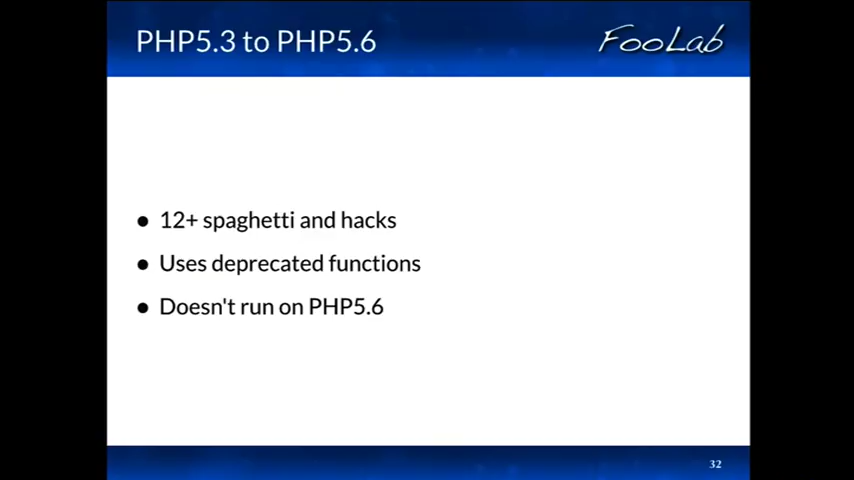 PHP5.3 to PHP5.6
FooLab
● 12+ spaghetti and hacks
● Uses deprecated functions
● Doesn't run on PHP5.6
32